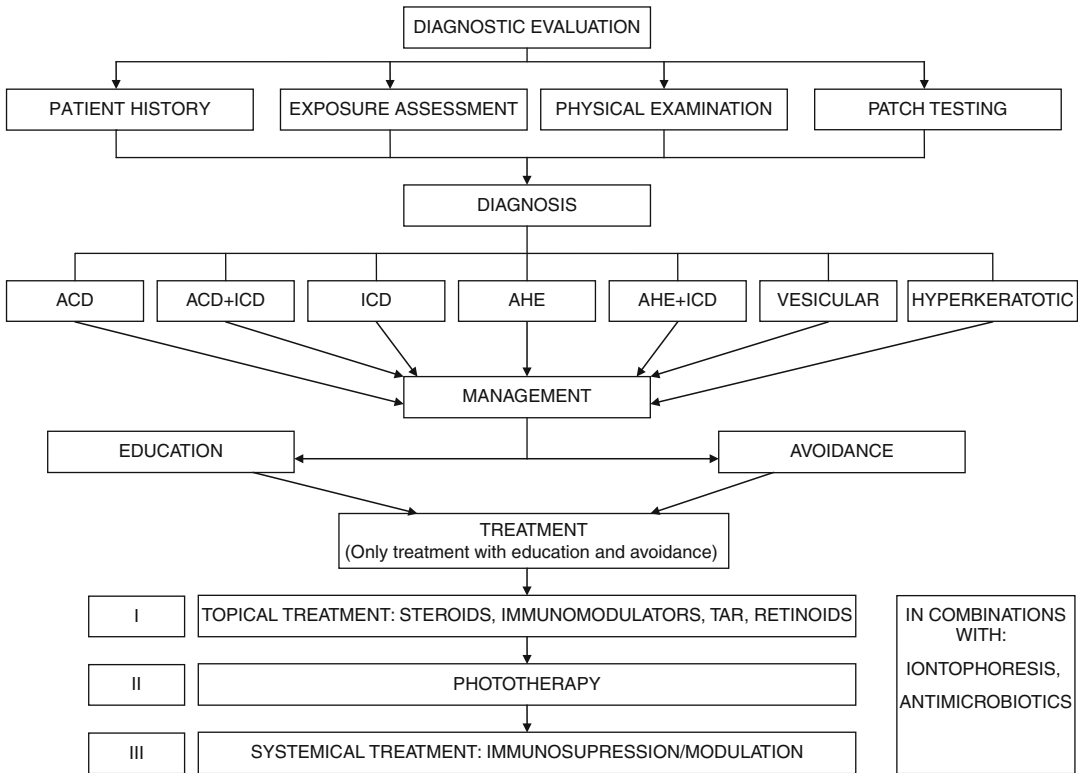 DIAGNOSTIC EVALUATION
PATIENT HISTORY
EXPOSURE ASSESSMENT
PHYSICAL EXAMINATION
PATCH TESTING
DIAGNOSIS
ACD
ACD+ICD
ICD
AHE
AHE+ICD
VESICULAR
HYPERKERATOTIC
MANAGEMENT
EDUCATION
AVOIDANCE
TREATMENT
(Only treatment with education and avoidance)
I
TOPICAL TREATMENT: STEROIDS, IMMUNOMODULATORS, TAR, RETINOIDS
II
PHOTOTHERAPY
III
SYSTEMICAL TREATMENT: IMMUNOSUPRESSION/MODULATION
IN COMBINATIONS
WITH:
IONTOPHORESIS,
ANTIMICROBIOTICS